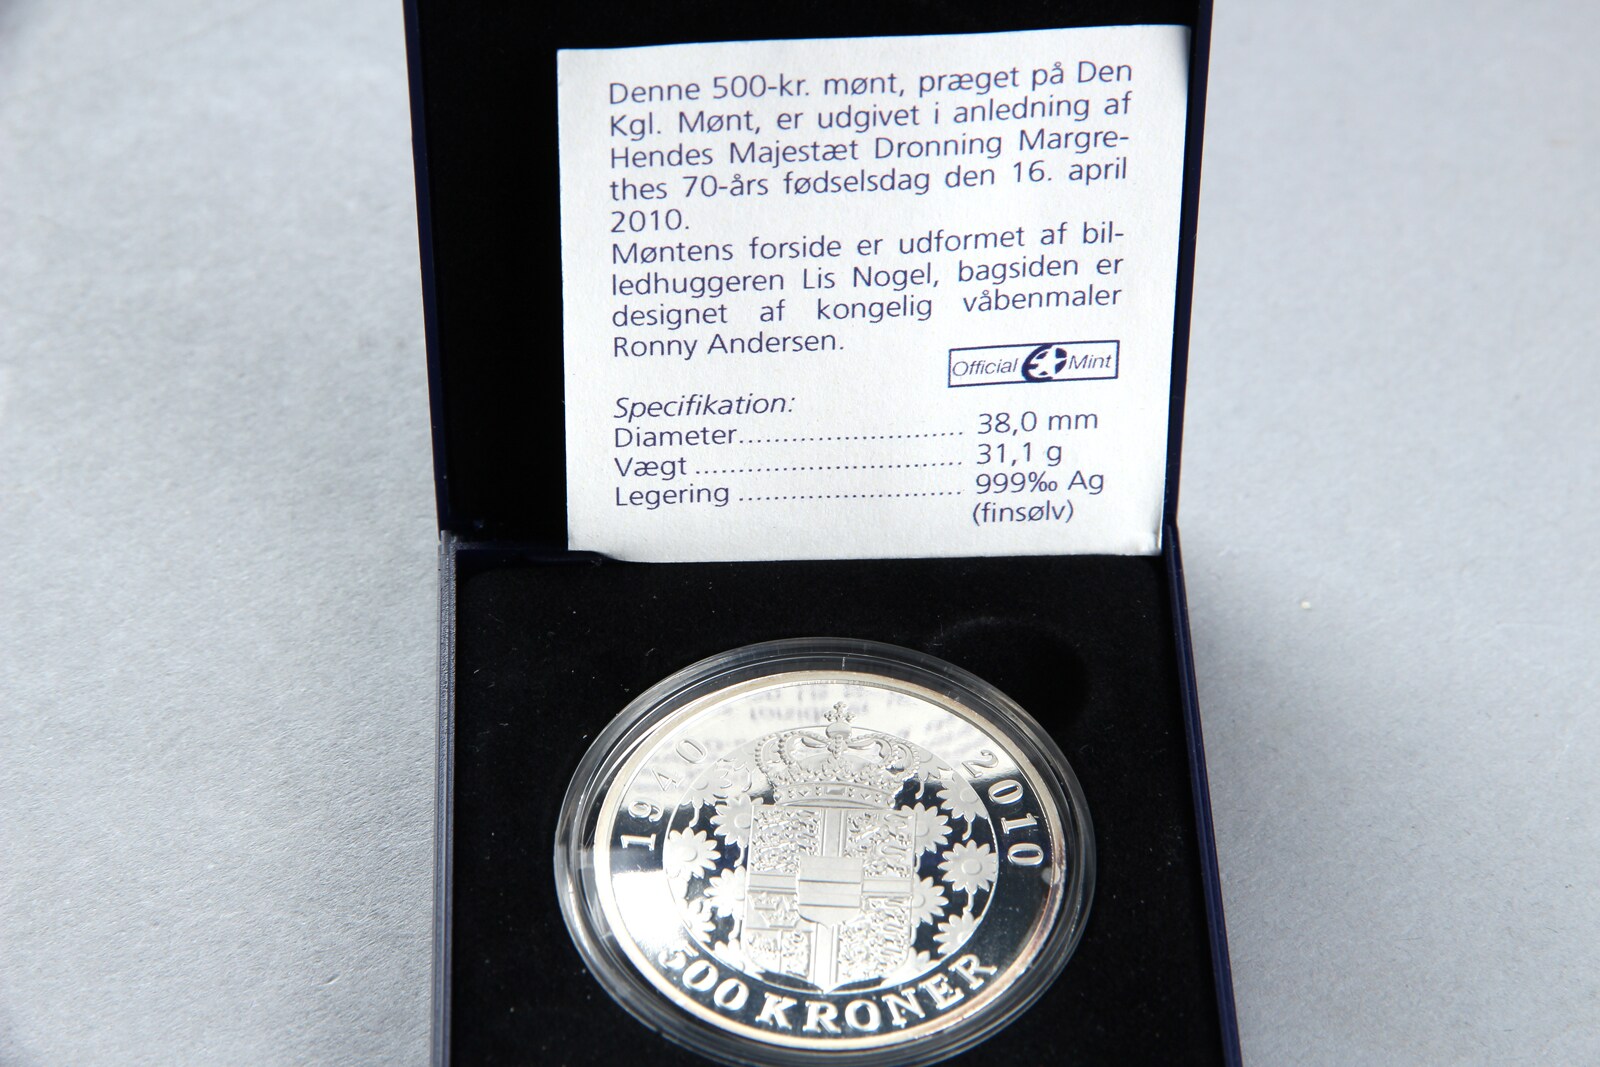 Denne 500-kr. mønt, præget på Den
Kgl. Mønt, er udgivet i anledning af
Hendes Majestæt Dronning Margre-
thes 70-års fødselsdag den 16. april
2010.
Møntens forside er udformet af bil-
ledhuggeren Lis Nogel, bagsiden er
designet af kongelig våbenmaler
Ronny Andersen.
Official Mint
Specifikation:
Diameter........................ 38,0 mm
Vægt ............................. 31,1 g
Legering ........................ 999‰ Ag
(finsølv)
1940 2010
500 KRONER